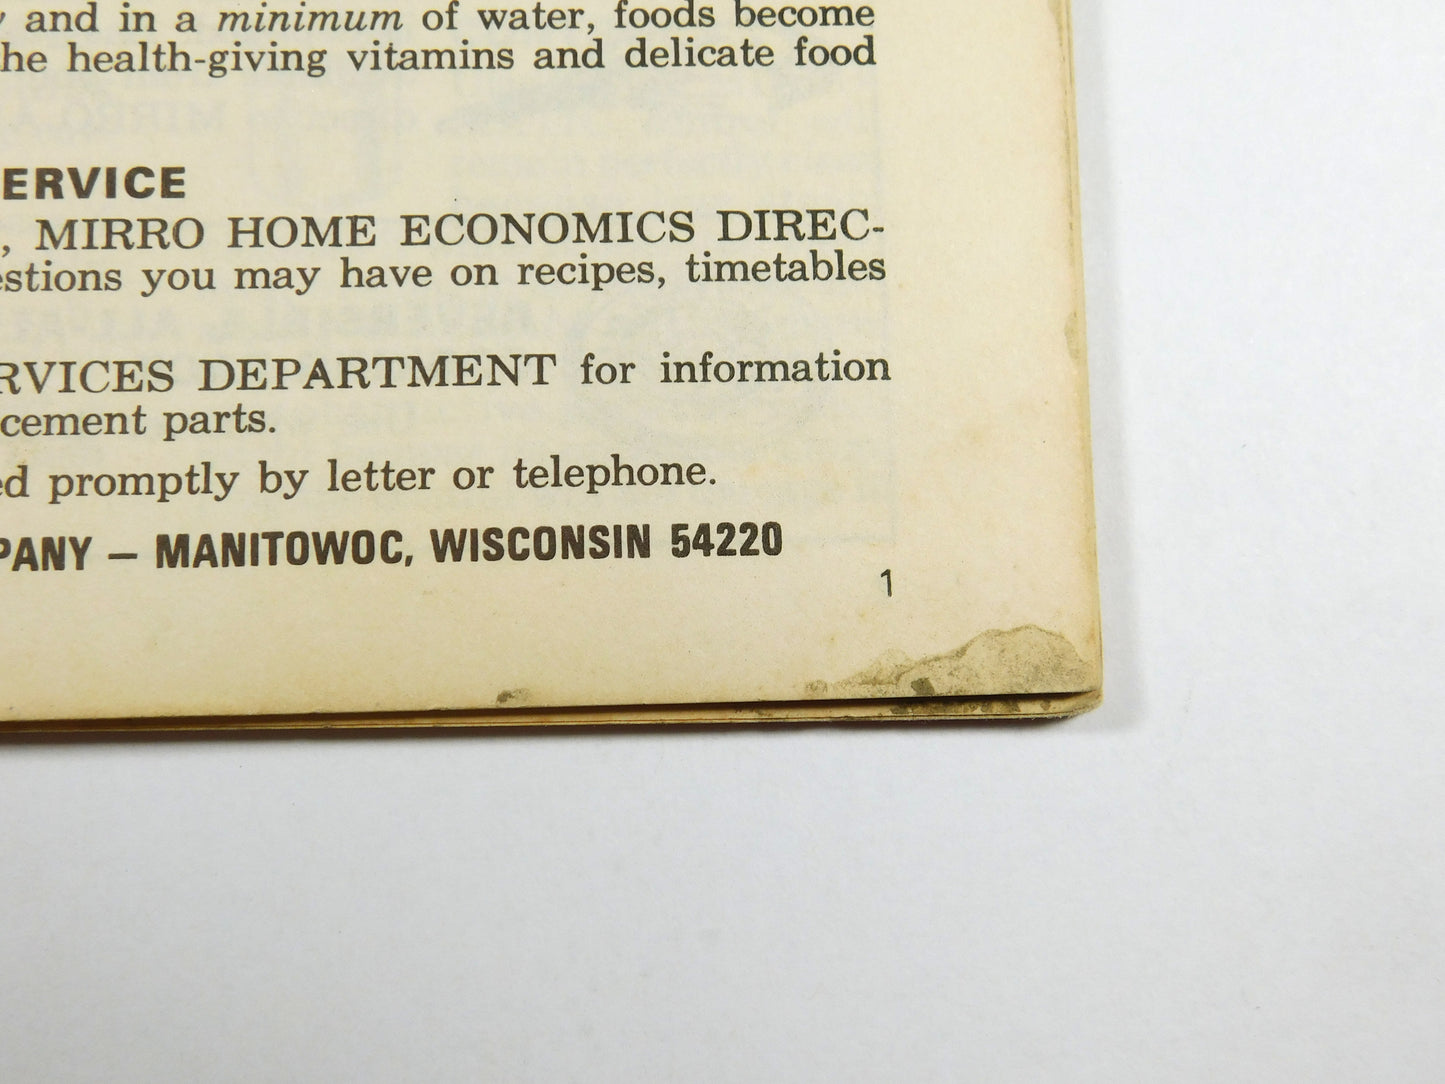 and in a minimum of water, foods become
he health-giving vitamins and delicate food
ERVICE
, MIRRO HOME ECONOMICS DIREC-
estions you may have on recipes, timetables
RVICES DEPARTMENT for information
cement parts.
ed promptly by letter or telephone.
PANY – MANITOWOC, WISCONSIN 54220
1